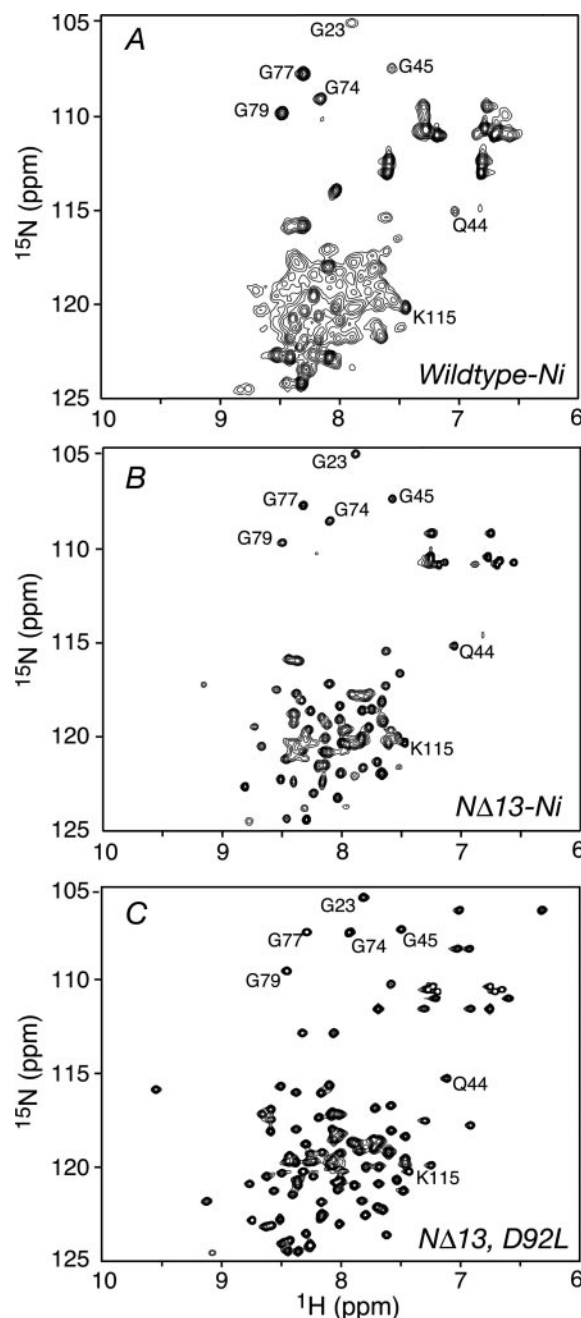 A
105
110
115
120
125
15N (ppm)
G23
G77
G45
G74
G79
Q44
K115
Wildtype-Ni
10 9 8 7 6
B
105
110
115
120
125
15N (ppm)
G23
G77
G45
G74
G79
Q44
K115
NΔ13-Ni
10 9 8 7 6
C
105
110
115
120
125
15N (ppm)
G23
G77
G74
G45
G79
Q44
K115
NΔ13, D92L
10 9 8 7 6
1H (ppm)